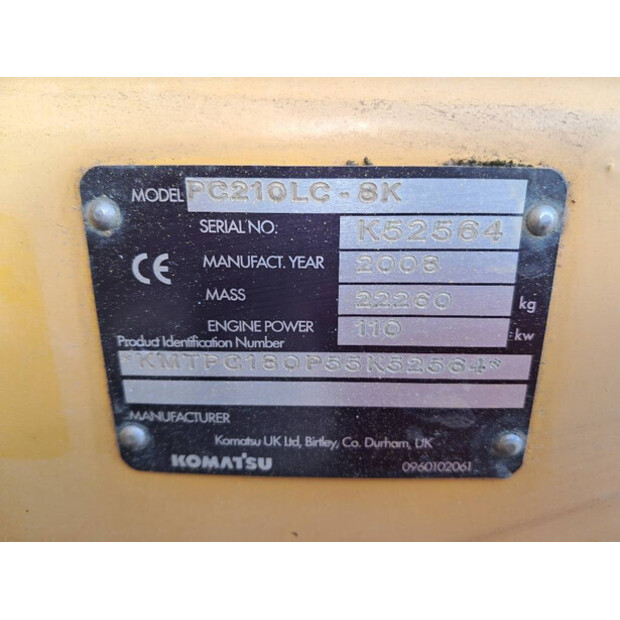 MODEL PC210LC-8K
SERIAL NO: K52564
CE MANUFACT. YEAR 2008
MASS 22260 kg
ENGINE POWER 110 kw
Product Identification Number
*KMTPC180P55K52564*
MANUFACTURER
Komatsu UK Ltd, Birtley, Co. Durham, UK
KOMATSU 0960102061